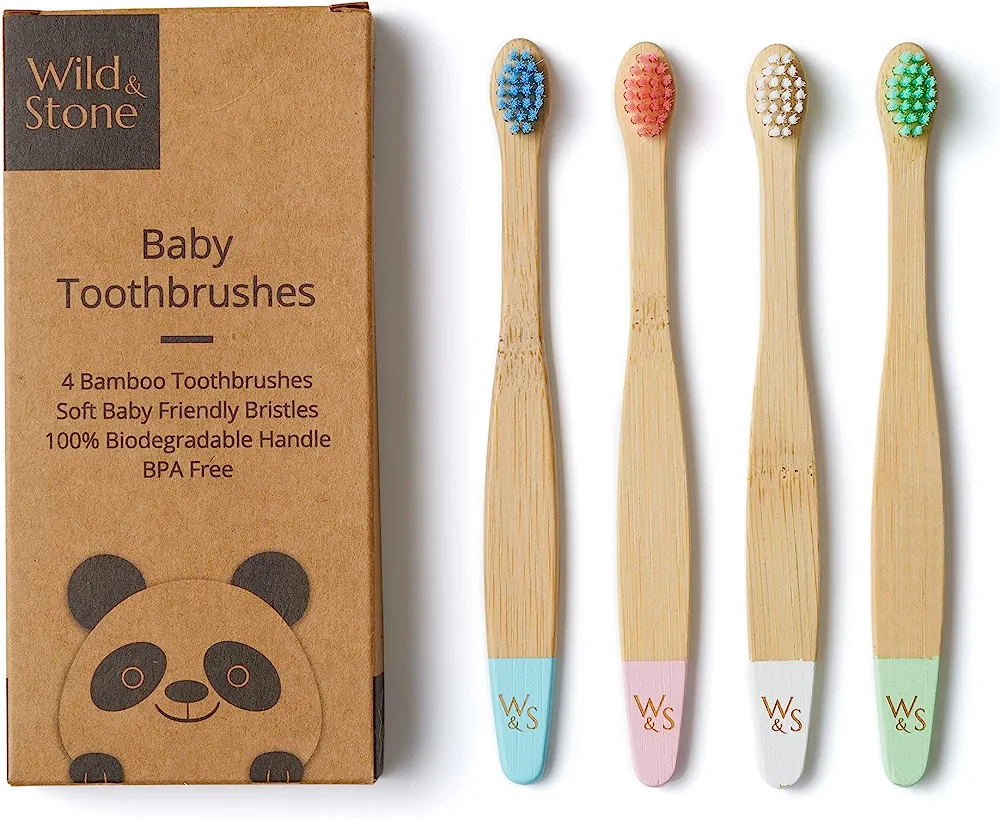 Wild &
Stone
Baby
Toothbrushes
4 Bamboo Toothbrushes
Soft Baby Friendly Bristles
100% Biodegradable Handle
BPA Free
W
&S
W
&S
W
&S
W
&S